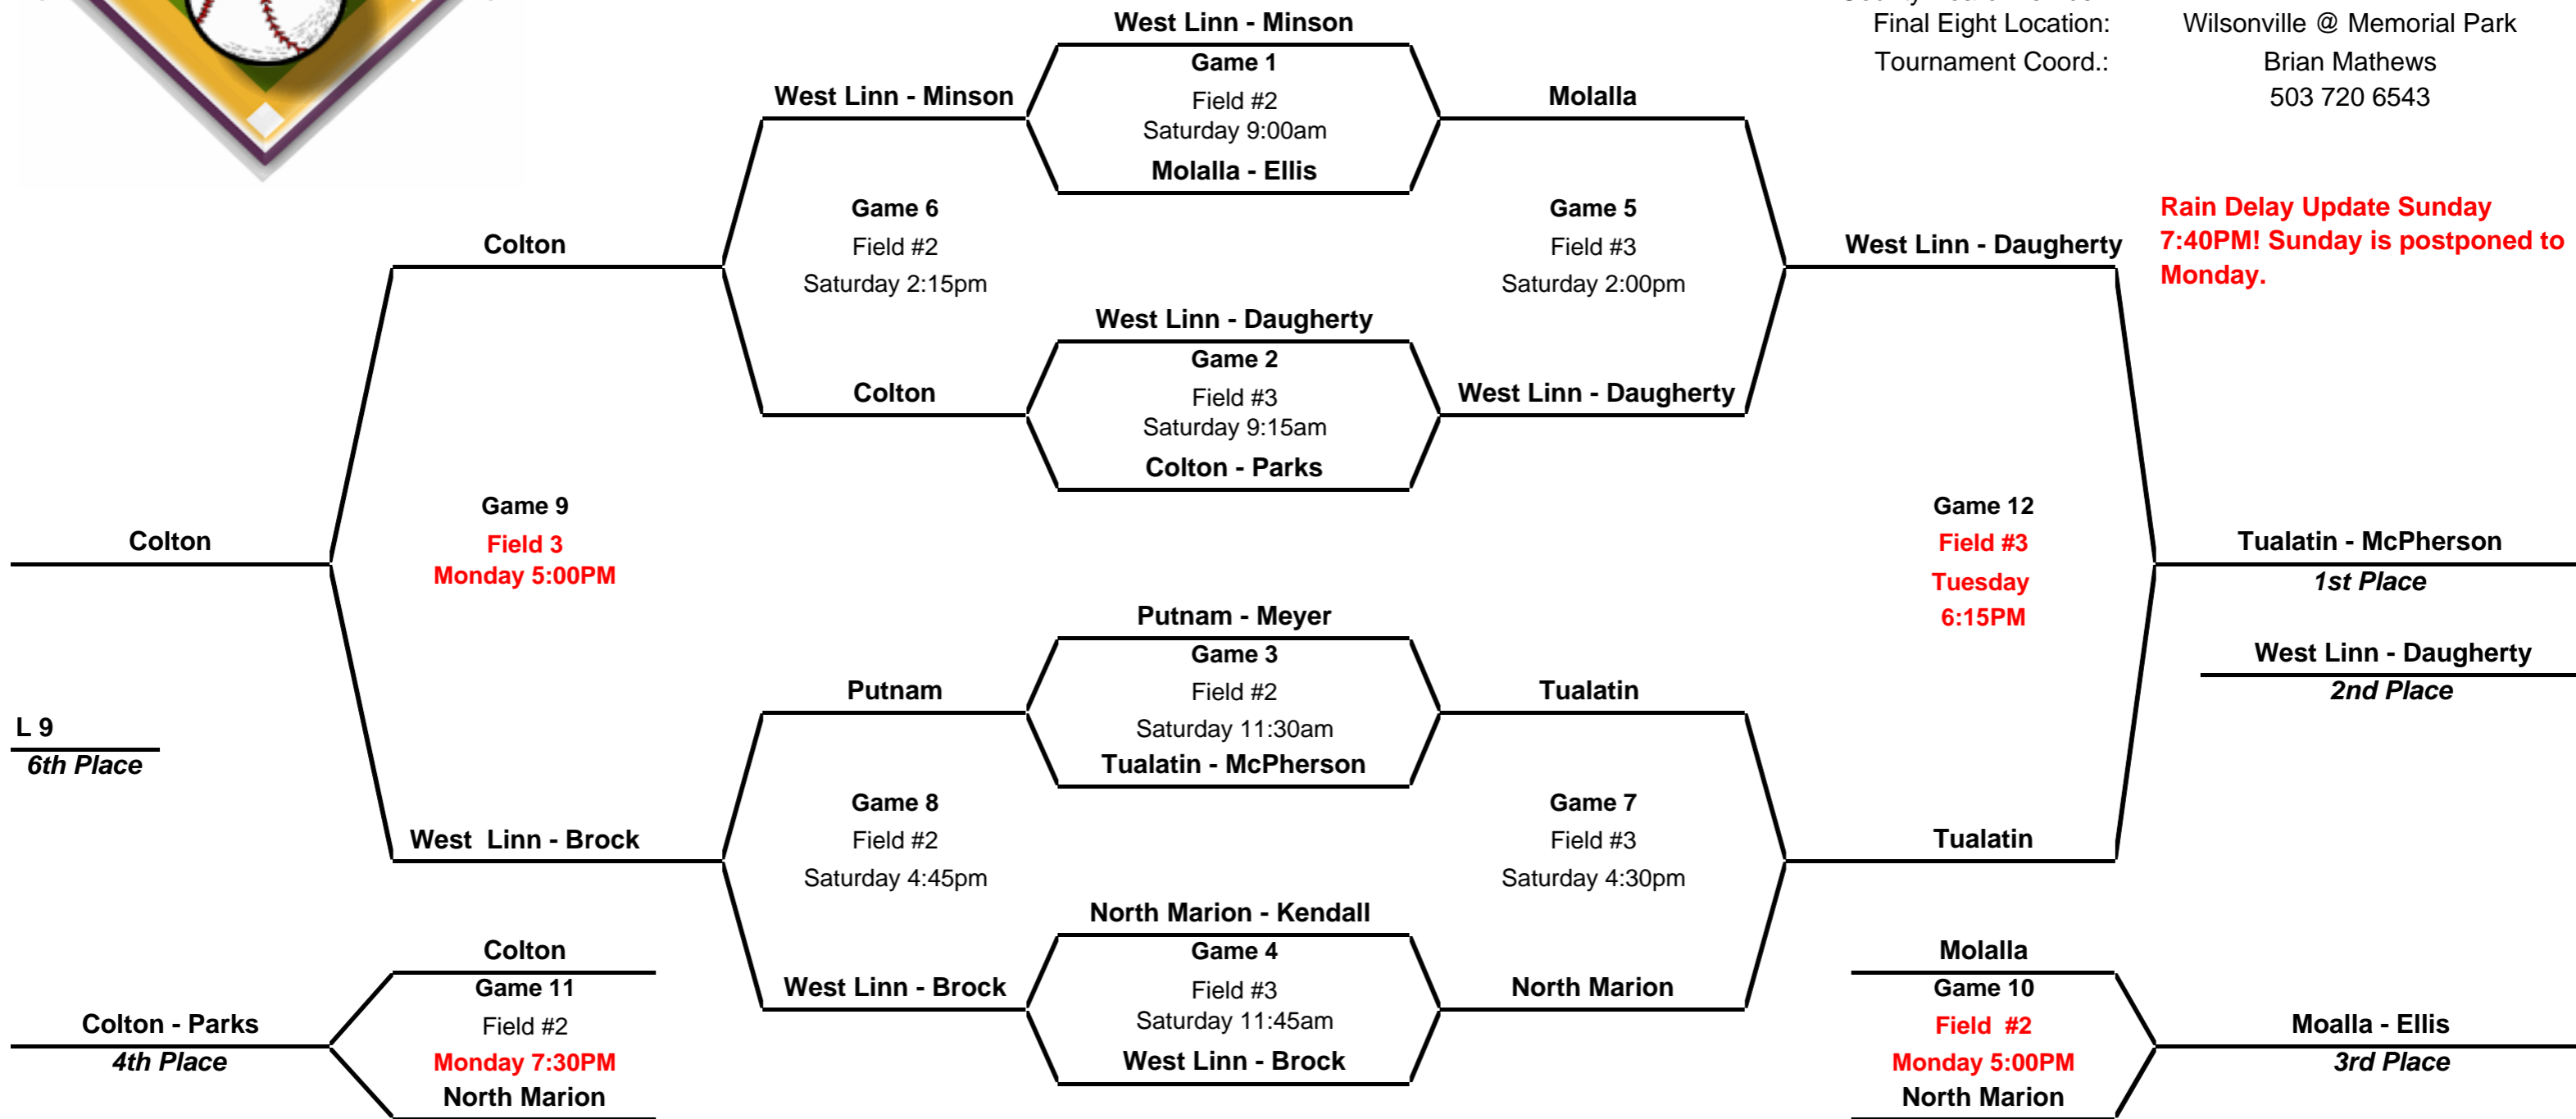 West Linn - Minson
Final Eight Location: Wilsonville @ Memorial Park
Game 1
Tournament Coord.: Brian Mathews
West Linn - Minson
Field #2
Molalla
503 720 6543
Saturday 9:00am
Molalla - Ellis
Game 6
Game 5
Rain Delay Update Sunday
7:40PM! Sunday is postponed to
Monday.
Colton
Field #2
Field #3
West Linn - Daugherty
Saturday 2:15pm
Saturday 2:00pm
West Linn - Daugherty
Game 2
Colton
Field #3
West Linn - Daugherty
Saturday 9:15am
Colton - Parks
Game 9
Game 12
Colton
Field 3
Field #3
Tualatin - McPherson
Monday 5:00PM
Tuesday
1st Place
6:15PM
Putnam - Meyer
Game 3
West Linn - Daugherty
Putnam
Field #2
Tualatin
2nd Place
L 9
Saturday 11:30am
6th Place
Tualatin - McPherson
Game 8
Game 7
West Linn - Brock
Field #2
Field #3
Tualatin
Saturday 4:45pm
Saturday 4:30pm
North Marion - Kendall
Colton
Game 4
Molalla
Game 11
West Linn - Brock
Field #3
North Marion
Game 10
Colton - Parks
Field #2
Saturday 11:45am
Field #2
Moalla - Ellis
4th Place
Monday 7:30PM
West Linn - Brock
Monday 5:00PM
3rd Place
North Marion
North Marion